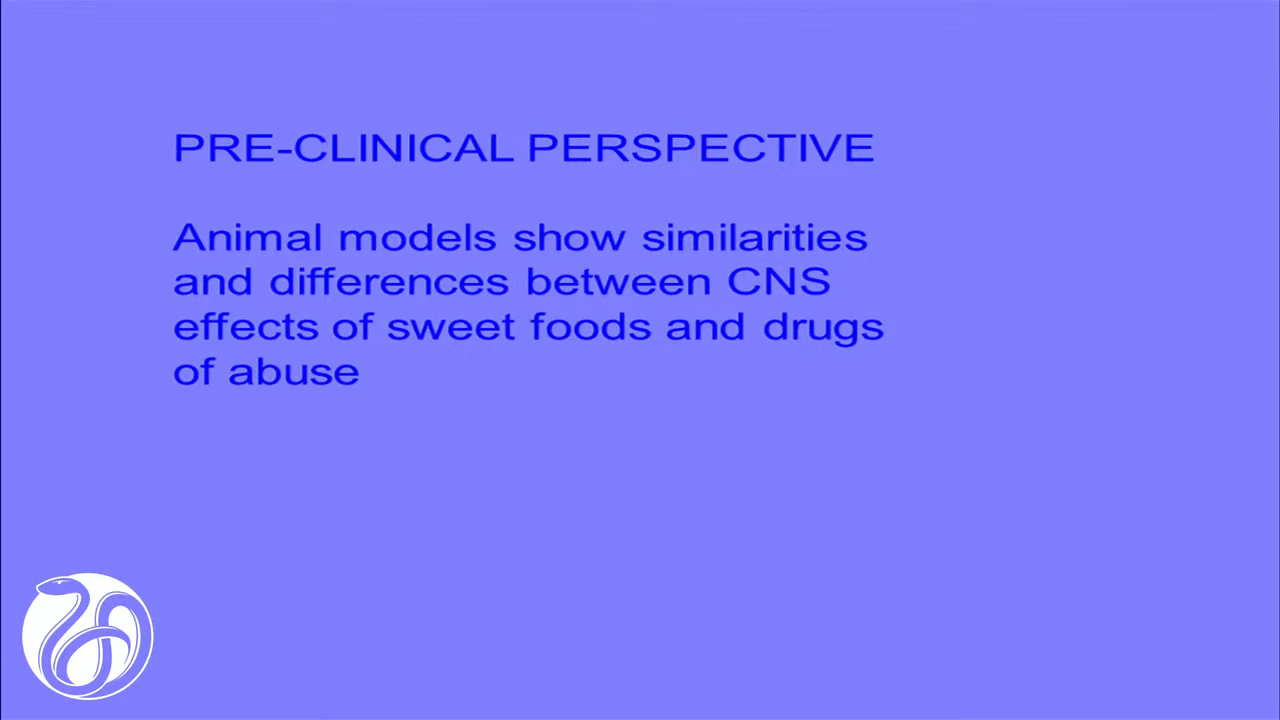 PRE-CLINICAL PERSPECTIVE
Animal models show similarities
and differences between CNS
effects of sweet foods and drugs
of abuse